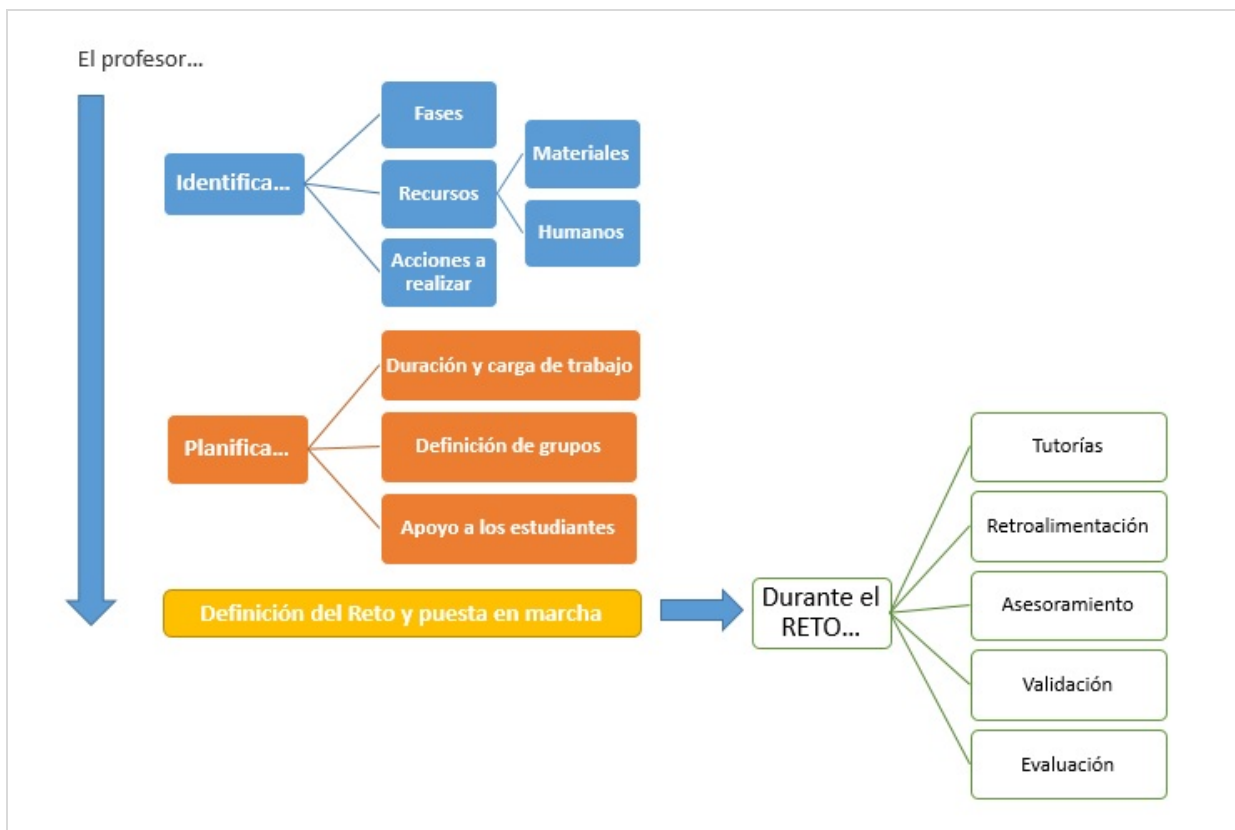 El profesor...
Identifica...
Fases
Recursos
Acciones a
realizar
Materiales
Humanos
Planifica...
Duración y carga de trabajo
Definición de grupos
Apoyo a los estudiantes
Definición del Reto y puesta en marcha
Durante el
RETO...
Tutorías
Retroalimentación
Asesoramiento
Validación
Evaluación